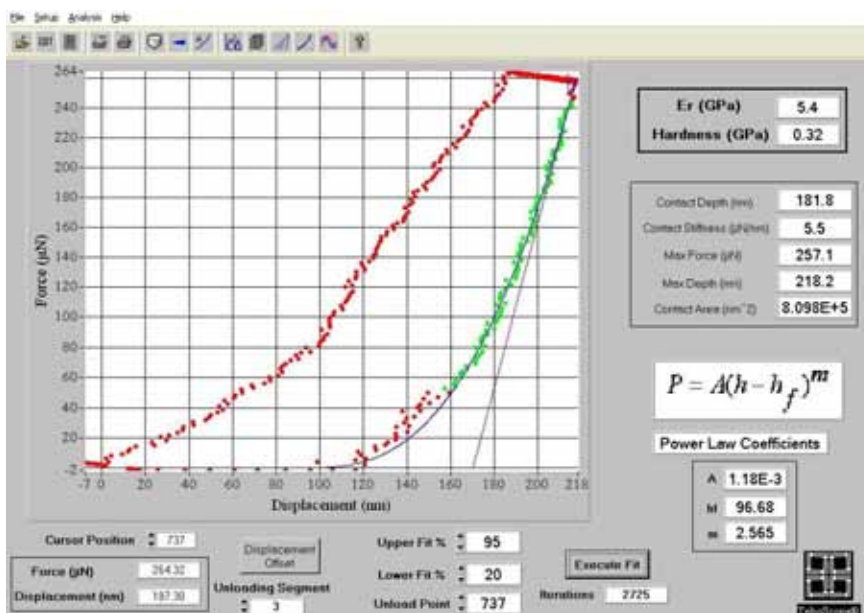 File Setup Analysis Help
264
240
220
200
180
160
140
120
100
80
60
40
20
-2
Force (µN)
-7 0 20 40 60 80 100 120 140 160 180 200 218
Displacement (nm)
Er (GPa) 5.4
Hardness (GPa) 0.32
Contact Depth (nm) 181.8
Contact Stiffness (µN/nm) 5.5
Max Force (µN) 257.1
Max Depth (nm) 218.2
Contact Area (nm^2) 8.098E+5
P = A(h - h_f)^m
Power Law Coefficients
A 1.18E-3
hf 96.68
m 2.565
Cursor Position 737
Force (µN) 264.32
Displacement (nm)
Displacement Offset
Unloading Segment
3
Upper Fit % 95
Lower Fit % 20
Unload Point 737
Execute Fit
Iterations 2725